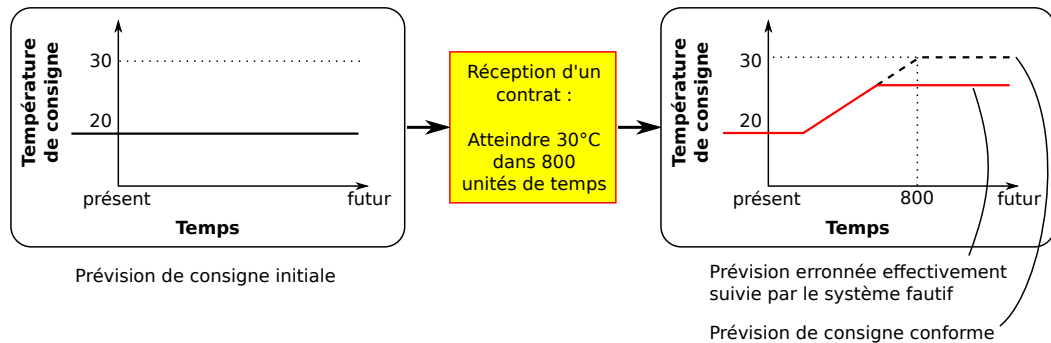 Température
de consigne
30
20
présent
futur
Temps
Prévision de consigne initiale
Réception d'un
contrat :
Atteindre 30°C
dans 800
unités de temps
Température
de consigne
30
20
présent
800
futur
Temps
Prévision erronnée effectivement
suivie par le système fautif
Prévision de consigne conforme